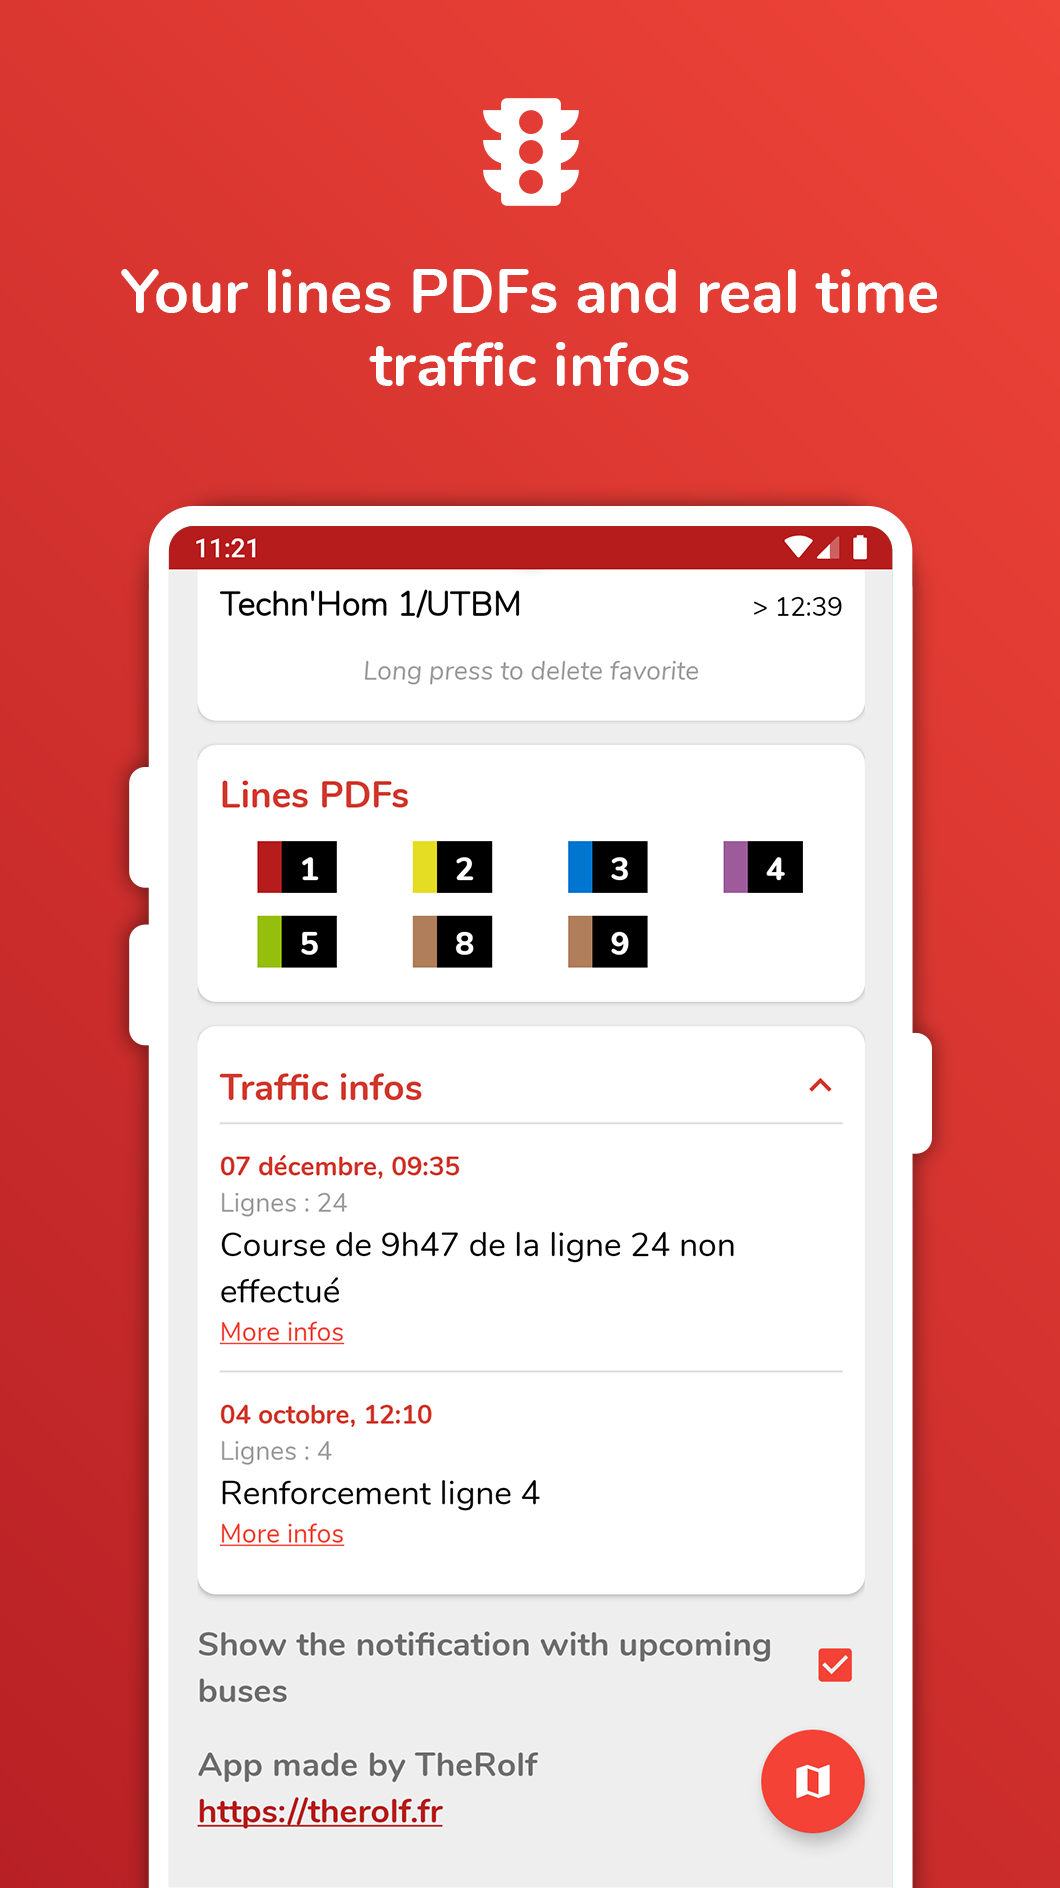 Your lines PDFs and real time
traffic infos
11:21
Techn'Hom 1/UTBM
> 12:39
Long press to delete favorite
Lines PDFs
1
2
3
4
5
8
9
Traffic infos
07 décembre, 09:35
Lignes : 24
Course de 9h47 de la ligne 24 non
effectué
More infos
04 octobre, 12:10
Lignes : 4
Renforcement ligne 4
More infos
Show the notification with upcoming
buses
App made by TheRolf
https://therolf.fr